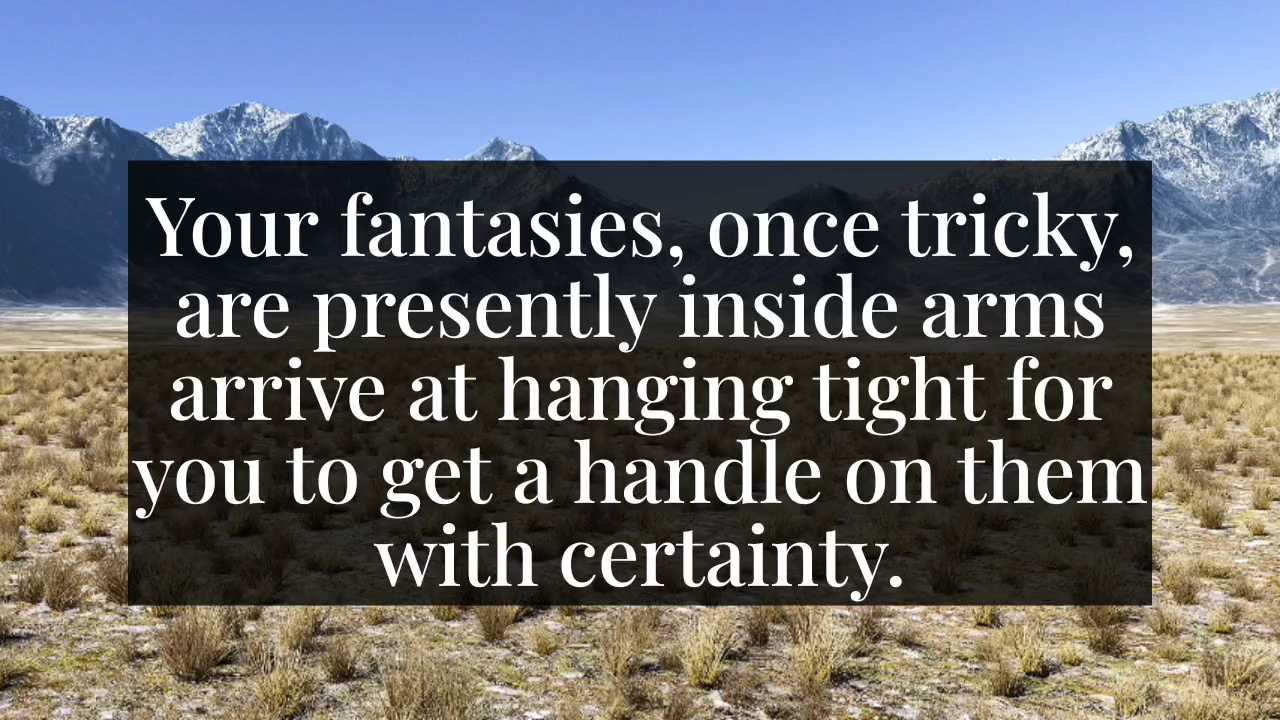 Your fantasies, once tricky,
are presently inside arms
arrive at hanging tight for
you to get a handle on them
with certainty.